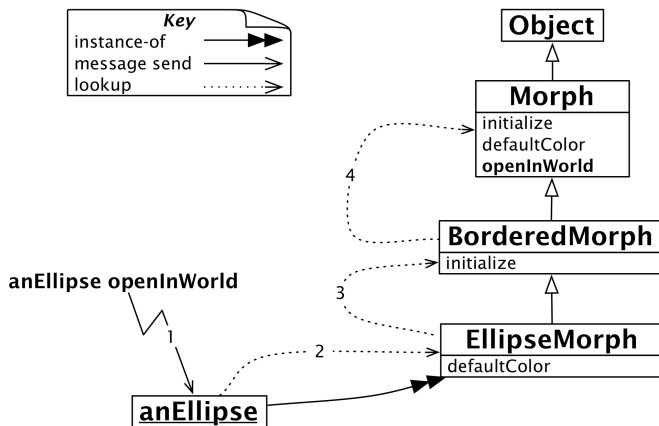 Key
instance-of
message send
lookup
Object
Morph
initialize
defaultColor
openInWorld
4
BorderedMorph
initialize
anEllipse openInWorld
3
1
EllipseMorph
2
defaultColor
anEllipse